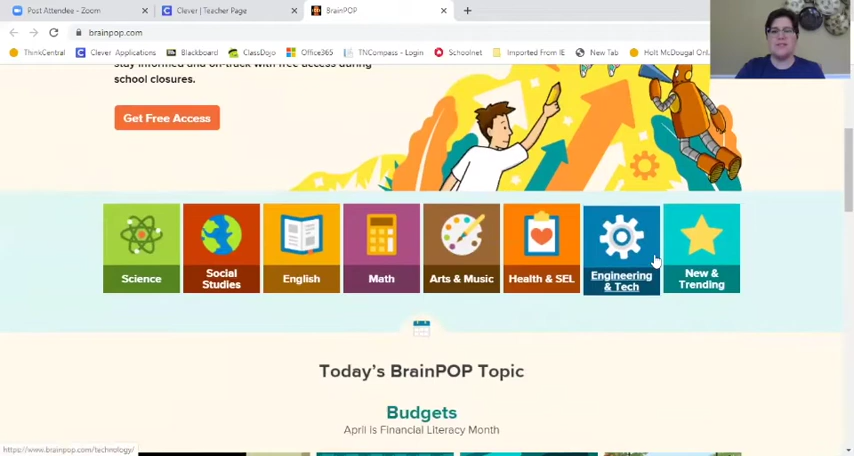 Post Attendee - Zoom
Clever | Teacher Page
BrainPOP
brainpop.com
ThinkCentral
Clever Applications
Blackboard
ClassDojo
Office365
TNCompass - Login
Schoolnet
Imported From IE
New Tab
Holt McDougal Onl...
stay informed and on-track with free access during
school closures.
Get Free Access
Science
Social
Studies
English
Math
Arts & Music
Health & SEL
Engineering
& Tech
New &
Trending
Today's BrainPOP Topic
Budgets
April is Financial Literacy Month
https://www.brainpop.com/technology/